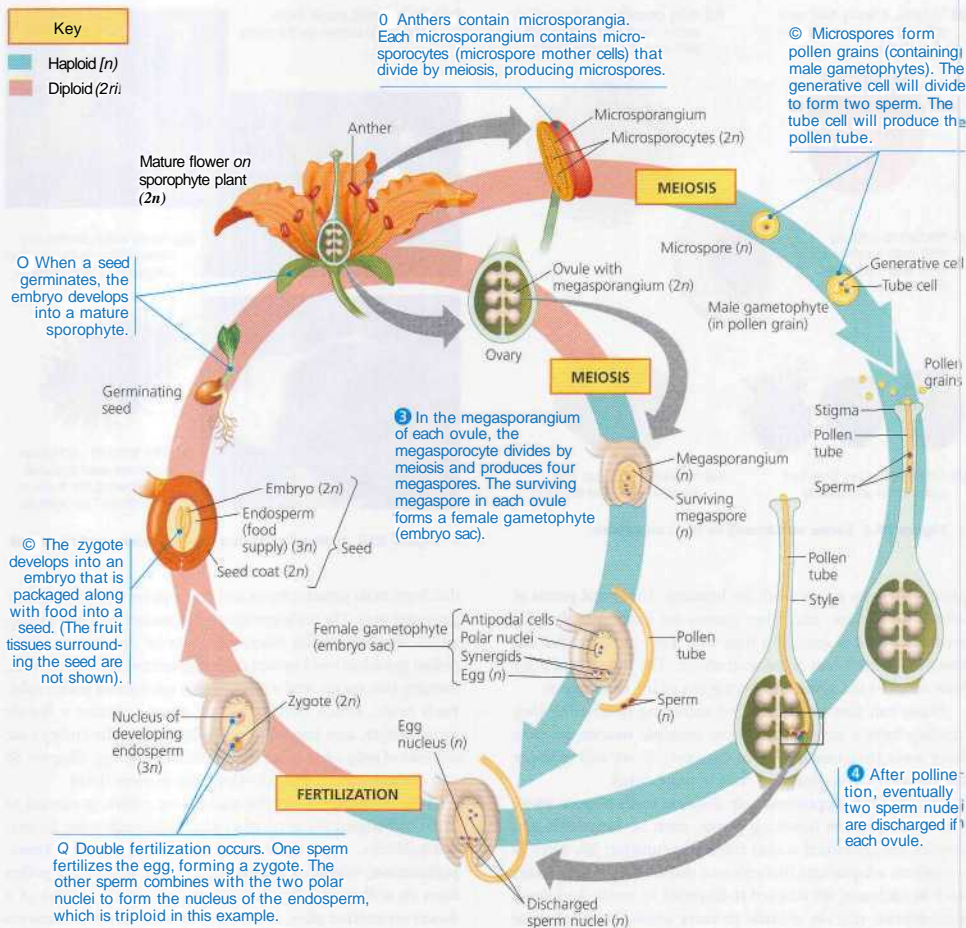 Key
Haploid [n)
Diploid (2ri.
0 Anthers contain microsporangia.
Each microsporangium contains micro-
sporocytes (microspore mother cells) that
divide by meiosis, producing microspores.
© Microspores form
pollen grains (containing
male gametophytes). The
generative cell will divide
to form two sperm. The
tube cell will produce the
pollen tube.
Anther
Mature flower on
sporophyte plant
(2n)
Microsporangium
Microsporocytes (2n)
MEIOSIS
Microspore (n)
Generative cell
Tube cell
Male gametophyte
(in pollen grain)
O When a seed
germinates, the
embryo develops
into a mature
sporophyte.
Ovule with
megasporangium (2n)
Ovary
MEIOSIS
Pollen
grains
Stigma
Pollen
tube
Sperm
Germinating
seed
3 In the megasporangium
of each ovule, the
megasporocyte divides by
meiosis and produces four
megaspores. The surviving
megaspore in each ovule
forms a female gametophyte
(embryo sac).
Megasporangium
(n)
Surviving
megaspore
(n)
Embryo (2n)
Endosperm
(food
supply) (3n)
Seed coat (2n)
Seed
© The zygote
develops into an
embryo that is
packaged along
with food into a
seed. (The fruit
tissues surround-
ing the seed are
not shown).
Pollen
tube
Style
Female gametophyte
(embryo sac)
Antipodal cells
Polar nuclei
Synergids
Egg (n)
Pollen
tube
Sperm
(n)
Zygote (2n)
Nucleus of
developing
endosperm
(3n)
Egg
nucleus (n)
FERTILIZATION
4 After polline
tion, eventually
two sperm nude
are discharged if
each ovule.
Q Double fertilization occurs. One sperm
fertilizes the egg, forming a zygote. The
other sperm combines with the two polar
nuclei to form the nucleus of the endosperm,
which is triploid in this example.
Discharged
sperm nuclei (n)